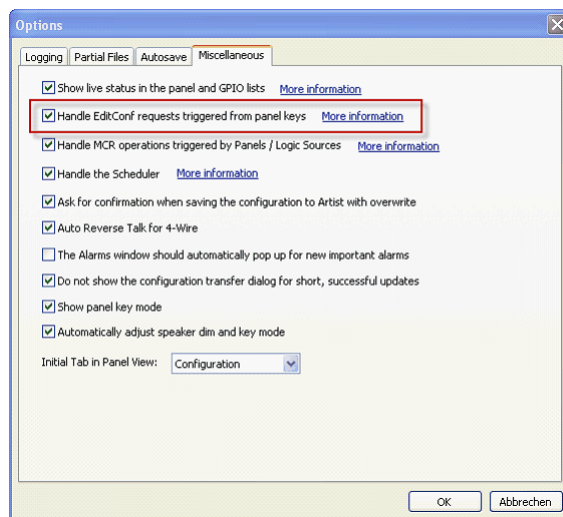 Options
Logging Partial Files Autosave Miscellaneous
Show live status in the panel and GPIO lists More information
Handle EditConf requests triggered from panel keys More information
Handle MCR operations triggered by Panels / Logic Sources More information
Handle the Scheduler More information
Ask for confirmation when saving the configuration to Artist with overwrite
Auto Reverse Talk for 4-Wire
The Alarms window should automatically pop up for new important alarms
Do not show the configuration transfer dialog for short, successful updates
Show panel key mode
Automatically adjust speaker dim and key mode
Initial Tab in Panel View: Configuration
OK Abbrechen